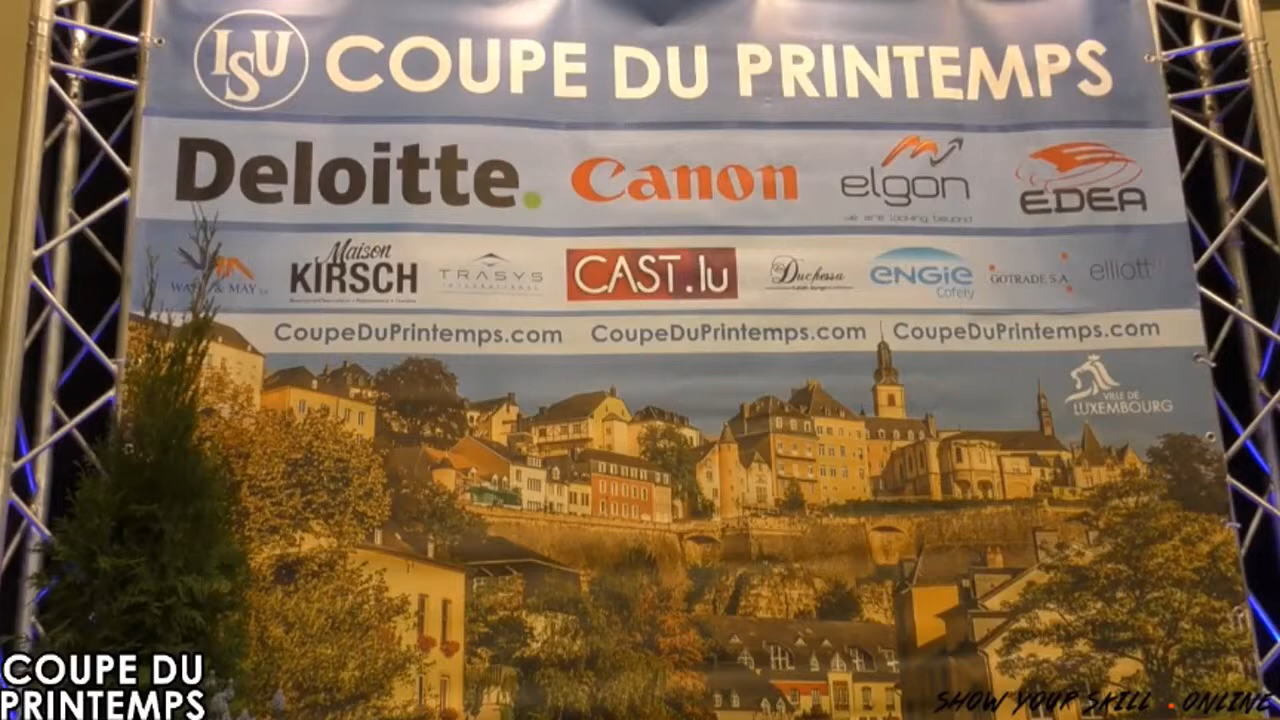 ISU COUPE DU PRINTEMPS
Deloitte. Canon elgon EDEA
we are looking beyond
Maison
KIRSCH TRASYS CAST.lu Duchessa ENGIE GOTRADE S.A. elliott
INTERNATIONAL Cofely
CoupeDuPrintemps.com CoupeDuPrintemps.com CoupeDuPrintemps.com
VILLE DE
LUXEMBOURG
COUPE DU
PRINTEMPS
SHOW YOUR SKILL . ONLINE